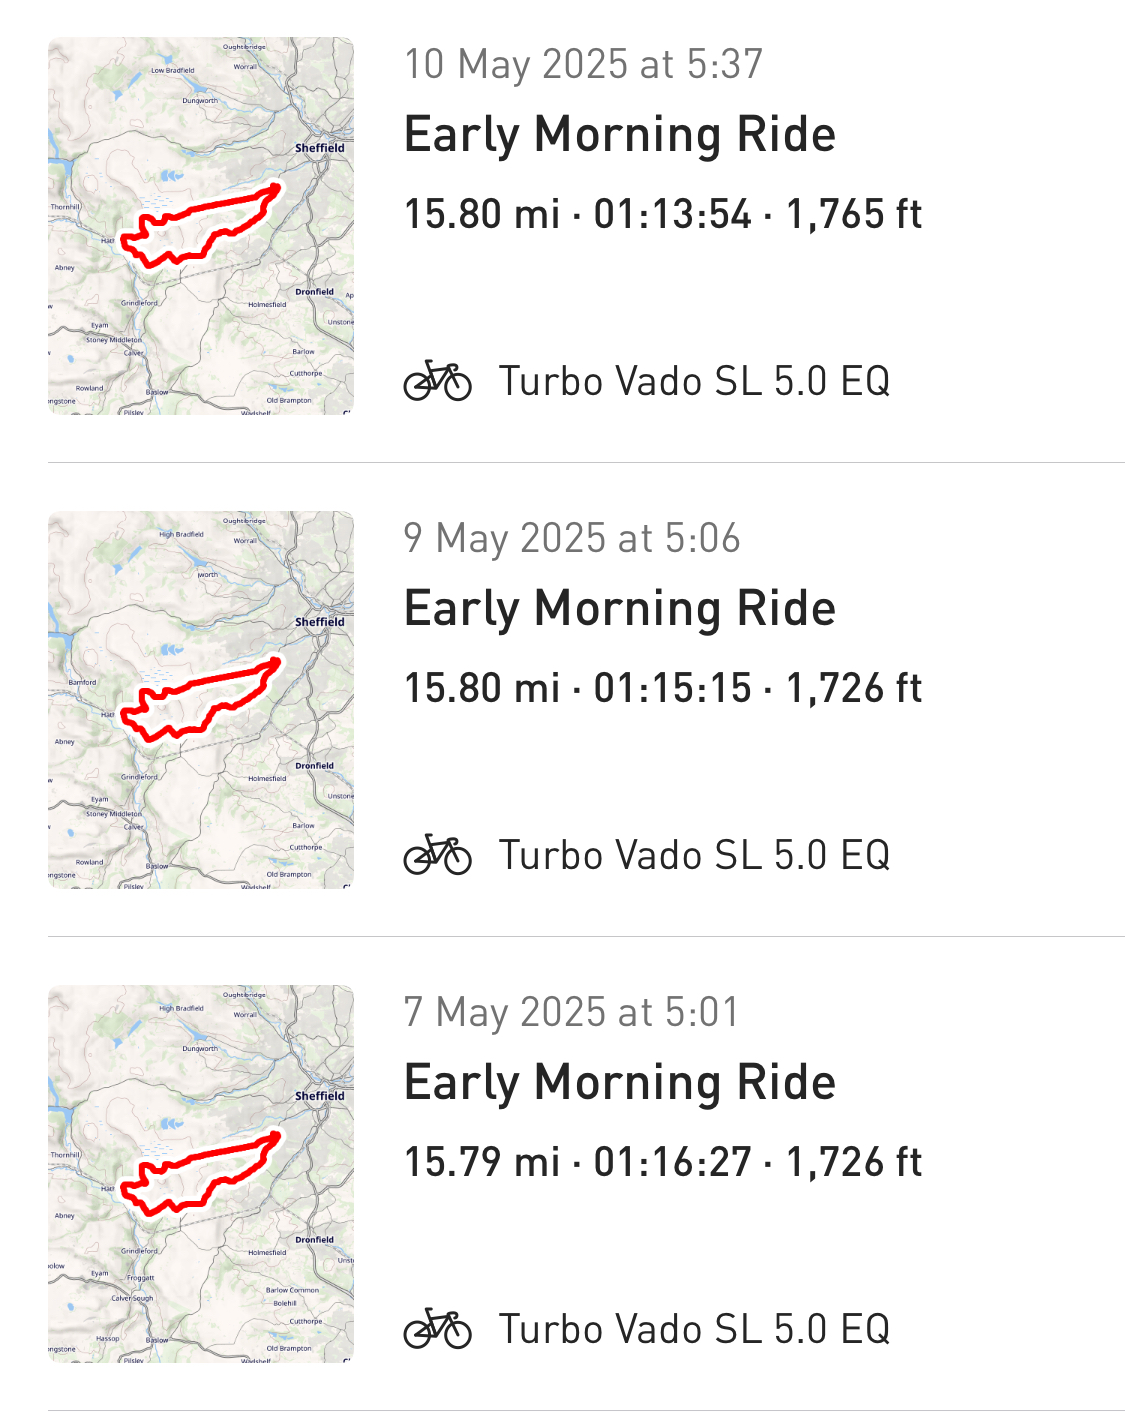 Oughtibridge
Low Bradfield
Worrall
Dungworth
Sheffield
Thornhill
Hath
Abney
Dronfield
Grindleford
Holmesfield
Ap
Unstone
Eyam
Stoney Middleton
Calver
Barlow
Cutthorpe
Rowland
Baslow
Old Brampton
ongstone
Pilsley
Wadshelf
10 May 2025 at 5:37
Early Morning Ride
15.80 mi · 01:13:54 · 1,765 ft
Turbo Vado SL 5.0 EQ
Oughtibridge
High Bradfield
Worrall
jworth
Sheffield
Bamford
Hath
Abney
Dronfield
Grindleford
Holmesfield
Unstone
Eyam
Stoney Middleton
Calver
Barlow
Cutthorpe
Rowland
Baslow
Old Brampton
ongstone
Pilsley
Wadshelf
9 May 2025 at 5:06
Early Morning Ride
15.80 mi · 01:15:15 · 1,726 ft
Turbo Vado SL 5.0 EQ
Oughtibridge
High Bradfield
Worrall
Dungworth
Sheffield
Thornhill
Hath
Abney
Dronfield
Grindleford
Holmesfield
Unst
olow
Eyam
Froggatt
Barlow Common
Calver Sough
Bolehill
Cutthorpe
Hassop
Baslow
Old Brampton
ongstone
Pilsley
Wadshelf
7 May 2025 at 5:01
Early Morning Ride
15.79 mi · 01:16:27 · 1,726 ft
Turbo Vado SL 5.0 EQ